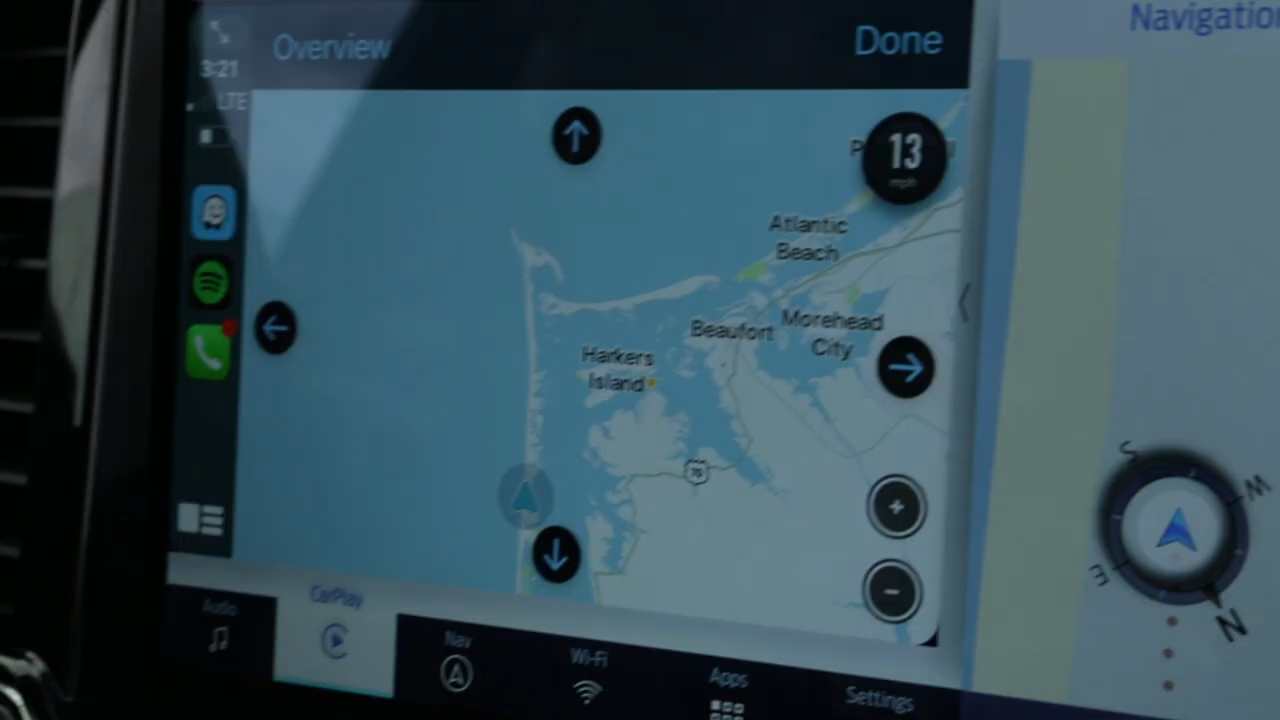 Overview
Done
Navigation
3:21
LTE
13
mph
Atlantic
Beach
Beaufort
Morehead
City
Harkers
Island
70
+
-
S
W
E
N
Audio
CarPlay
Nav
Wi-Fi
Apps
Settings